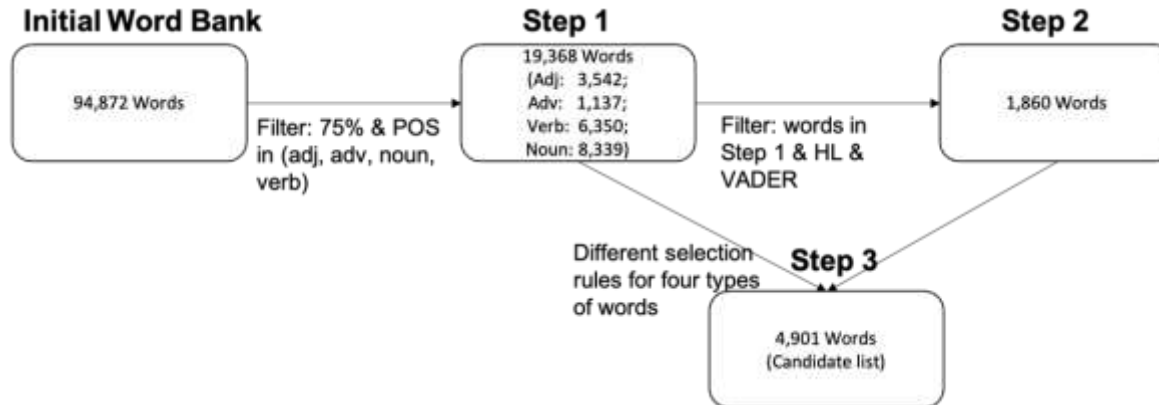 Initial Word Bank
94,872 Words
Filter: 75% & POS
in (adj, adv, noun,
verb)
Step 1
19,368 Words
(Adj: 3,542;
Adv: 1,137;
Verb: 6,350;
Noun: 8,339)
Filter: words in
Step 1 & HL &
VADER
Step 2
1,860 Words
Different selection
rules for four types
of words
Step 3
4,901 Words
(Candidate list)